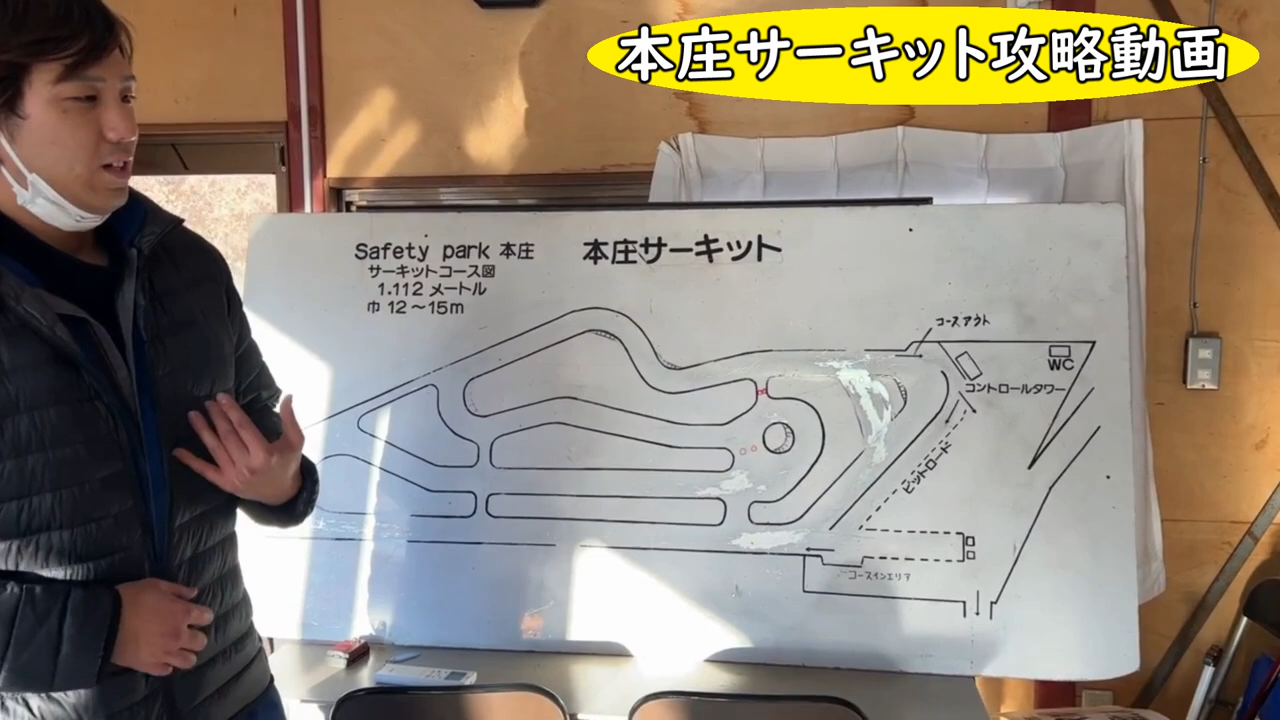 本庄サーキット攻略動画
Safety park 本庄
サーキットコース図
1.112 メートル
巾 12～15m
本庄サーキット
コースアウト
WC
コントロールタワー
ピットロード
コースインエリア